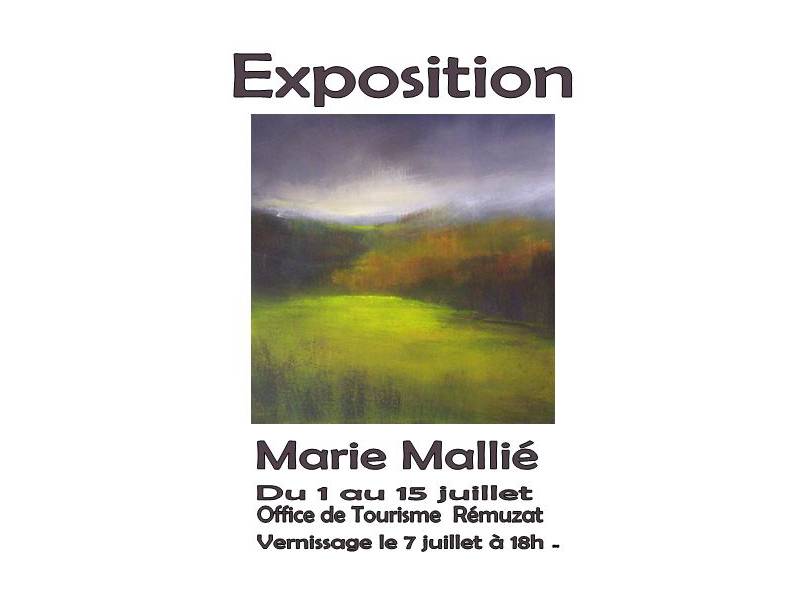 Exposition
Marie Mallié
Du 1 au 15 juillet
Office de Tourisme Rémuzat
Vernissage le 7 juillet à 18h -